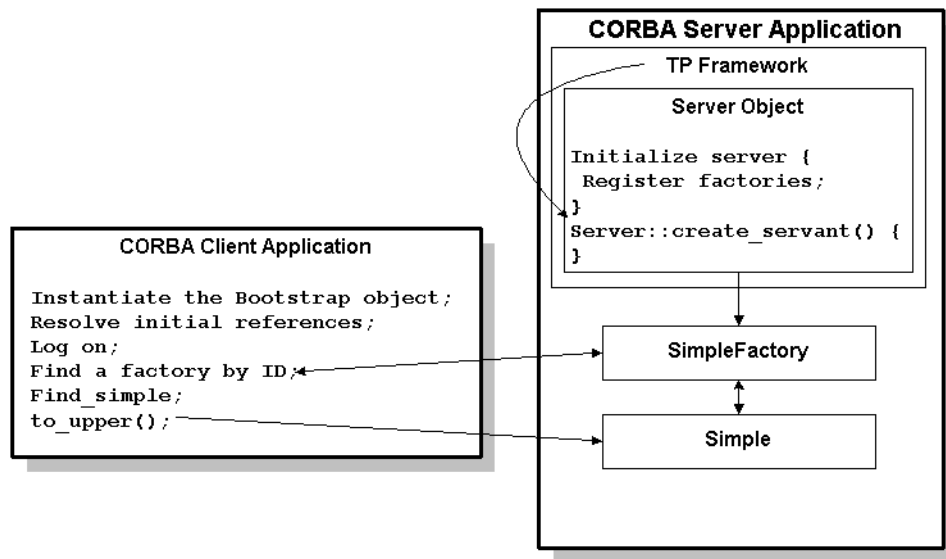 CORBA Server Application
TP Framework
Server Object
Initialize server {
Register factories;
}
Server::create_servant() {
}
CORBA Client Application
Instantiate the Bootstrap object;
Resolve initial references;
Log on;
Find a factory by ID;
Find_simple;
to_upper();
SimpleFactory
Simple